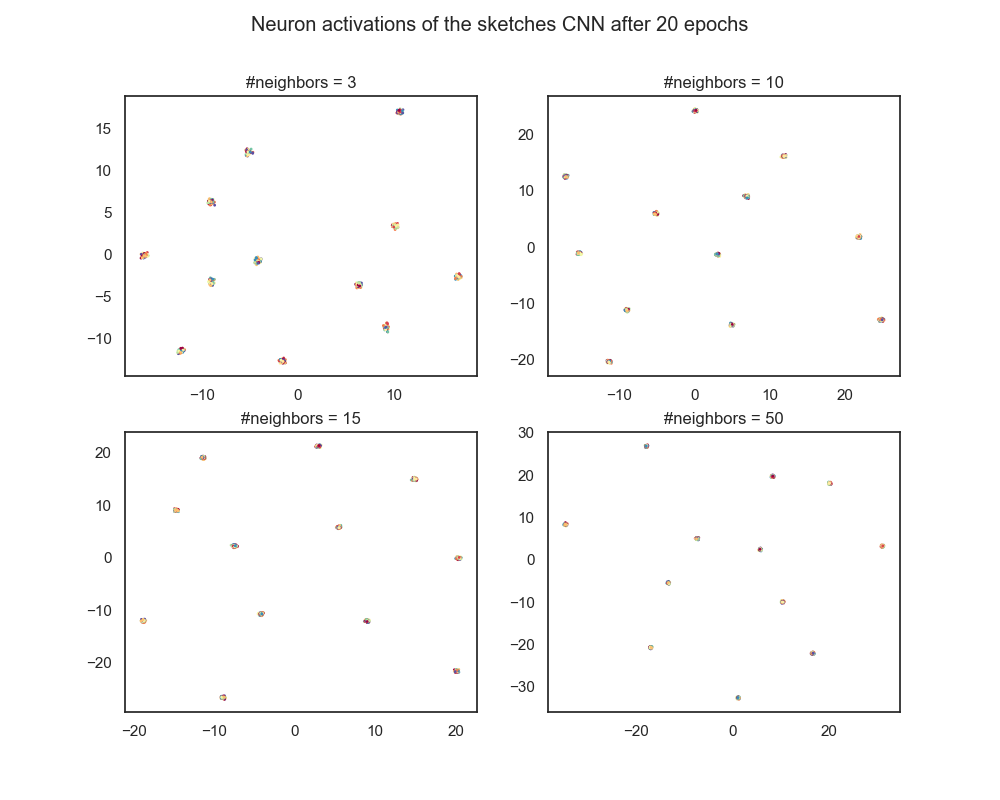 Neuron activations of the sketches CNN after 20 epochs
#neighbors = 3
15
10
5
0
−5
−10
−10 0 10
#neighbors = 10
20
10
0
−10
−20
−10 0 10 20
#neighbors = 15
20
10
0
−10
−20
−20 −10 0 10 20
#neighbors = 50
30
20
10
0
−10
−20
−30
−20 0 20